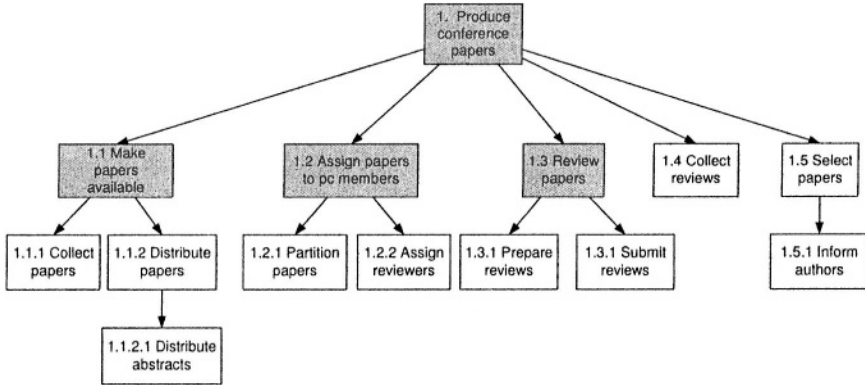 1. Produce
conference
papers
1.1 Make
papers
available
1.2 Assign papers
to pc members
1.3 Review
papers
1.4 Collect
reviews
1.5 Select
papers
1.1.1 Collect
papers
1.1.2 Distribute
papers
1.2.1 Partition
papers
1.2.2 Assign
reviewers
1.3.1 Prepare
reviews
1.3.1 Submit
reviews
1.5.1 Inform
authors
1.1.2.1 Distribute
abstracts